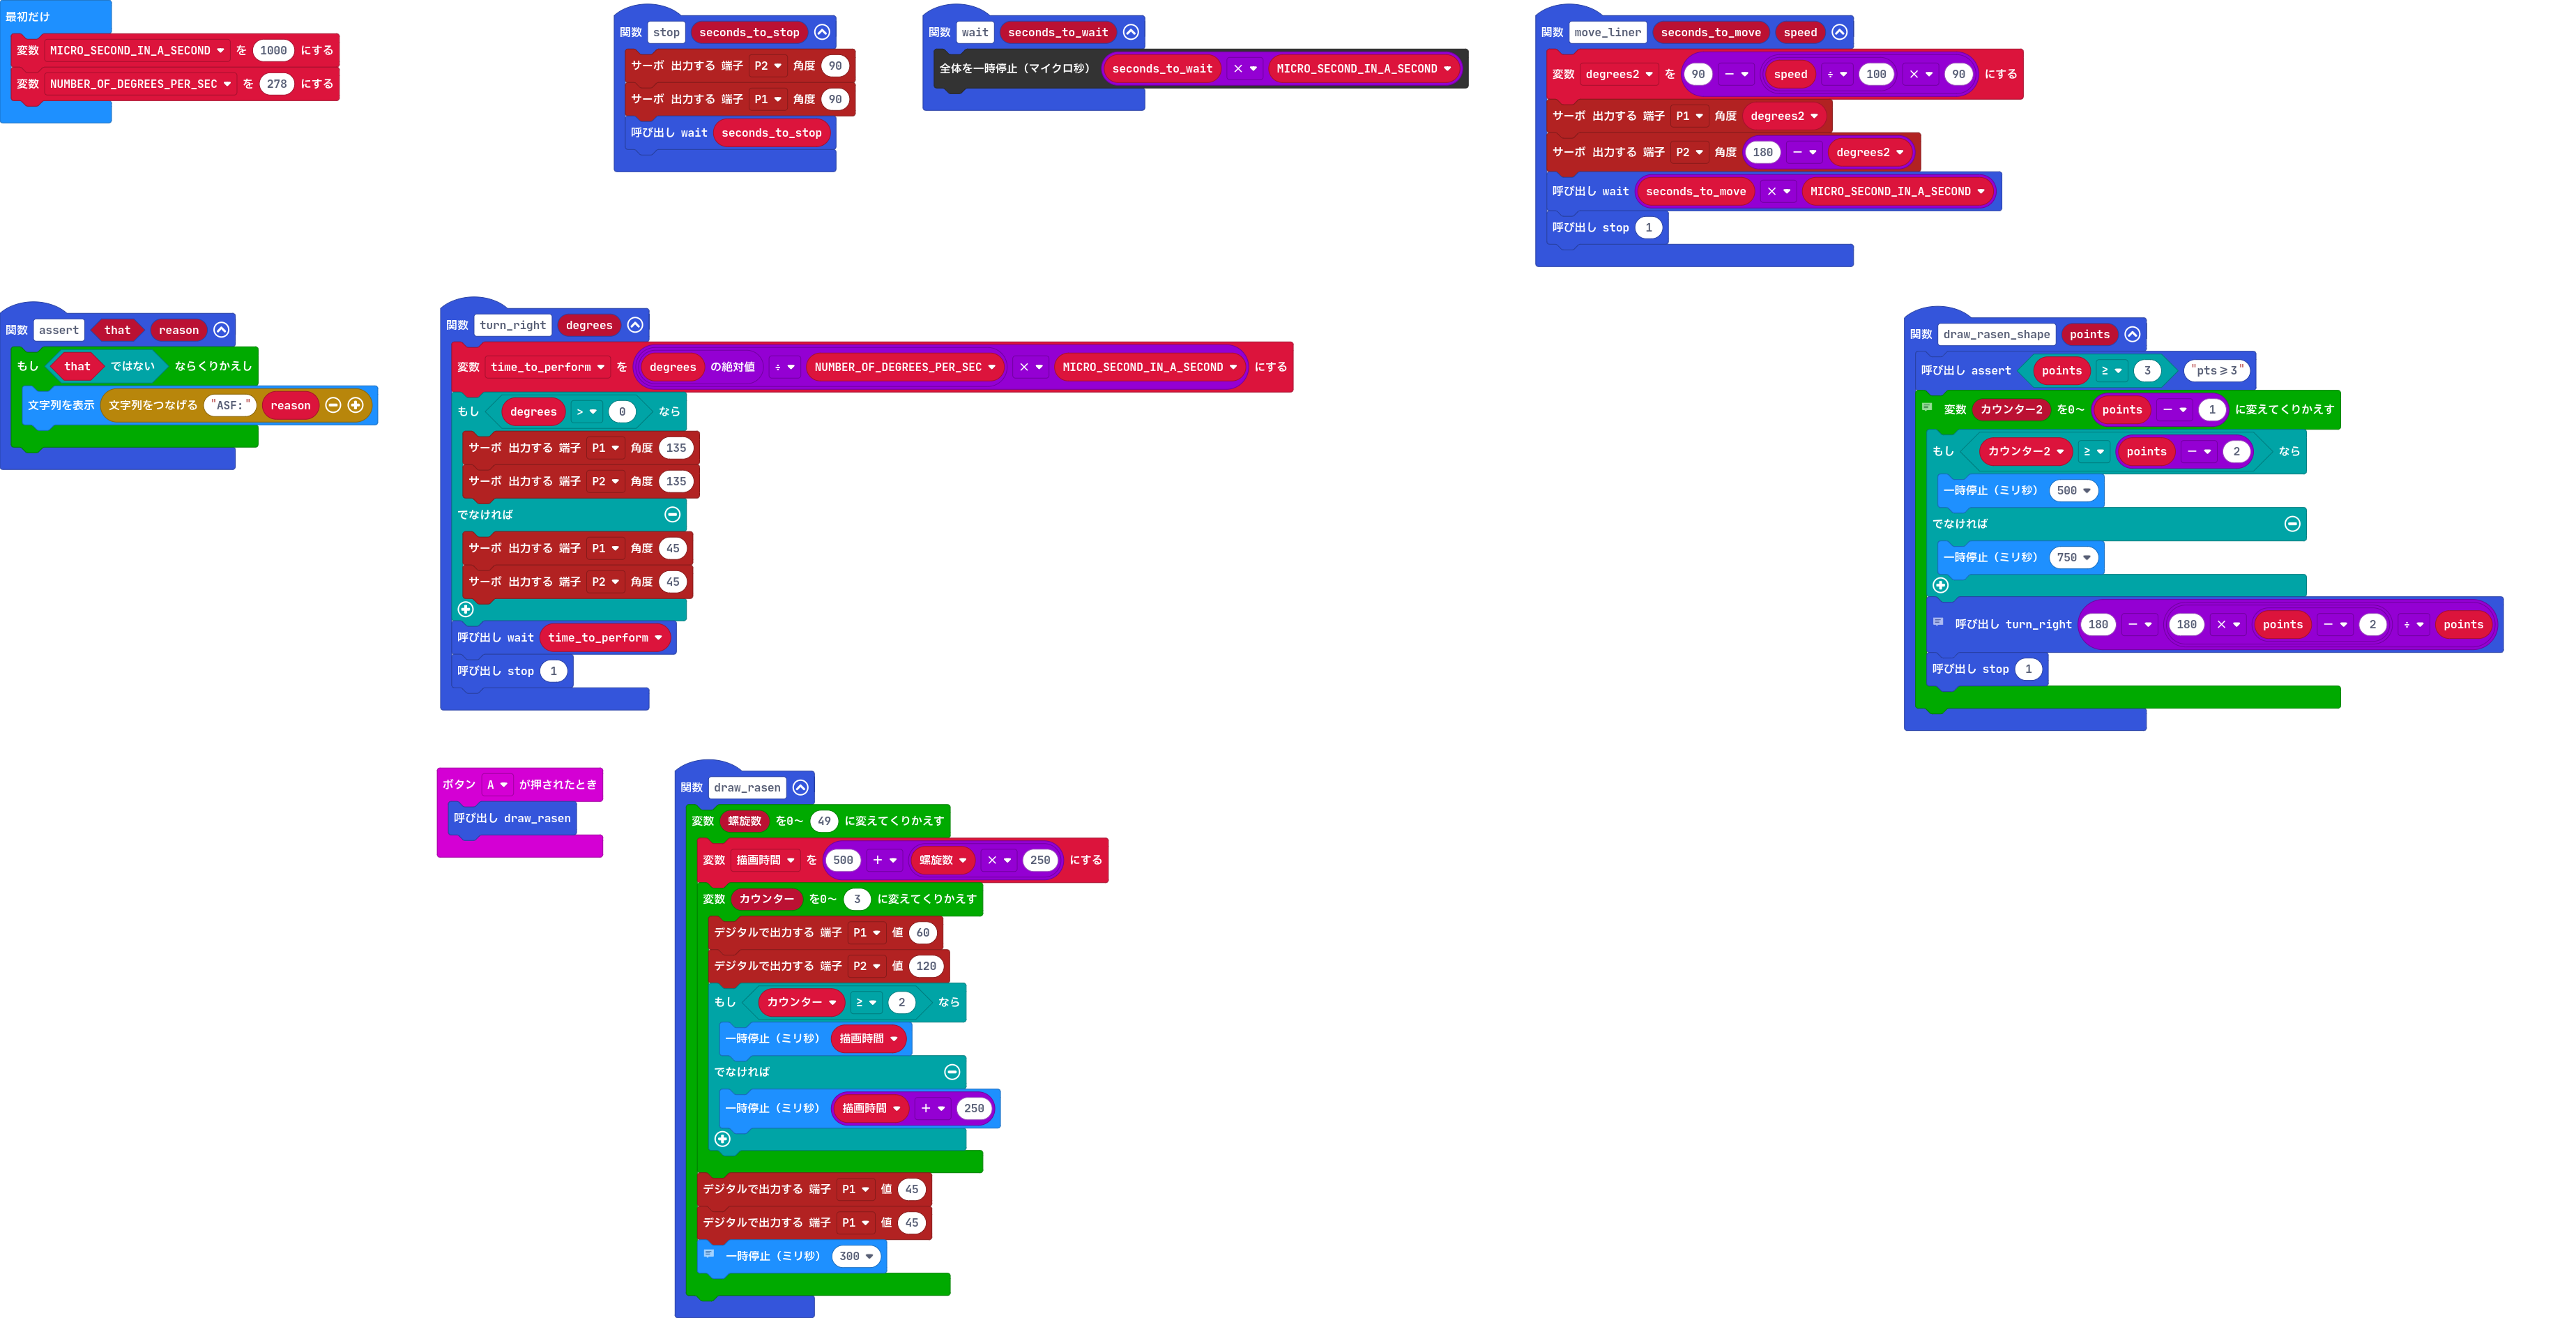 最初だけ
変数 MICRO_SECOND_IN_A_SECOND を 1000 にする
変数 NUMBER_OF_DEGREES_PER_SEC を 278 にする
関数 stop seconds_to_stop
サーボ 出力する 端子 P2 角度 90
サーボ 出力する 端子 P1 角度 90
呼び出し wait seconds_to_stop
関数 wait seconds_to_wait
全体を一時停止（マイクロ秒） seconds_to_wait × MICRO_SECOND_IN_A_SECOND
関数 move_liner seconds_to_move speed
変数 degrees2 を 90 - speed ÷ 100 × 90 にする
サーボ 出力する 端子 P1 角度 degrees2
サーボ 出力する 端子 P2 角度 180 - degrees2
呼び出し wait seconds_to_move × MICRO_SECOND_IN_A_SECOND
呼び出し stop 1
関数 assert that reason
もし that ではない ならくりかえし
文字列を表示 文字列をつなげる "ASF:" reason
関数 turn_right degrees
変数 time_to_perform を degrees の絶対値 ÷ NUMBER_OF_DEGREES_PER_SEC × MICRO_SECOND_IN_A_SECOND にする
もし degrees > 0 なら
サーボ 出力する 端子 P1 角度 135
サーボ 出力する 端子 P2 角度 135
でなければ
サーボ 出力する 端子 P1 角度 45
サーボ 出力する 端子 P2 角度 45
呼び出し wait time_to_perform
呼び出し stop 1
関数 draw_rasen_shape points
呼び出し assert points ≥ 3 "pts≥3"
変数 カウンター2 を0～ points - 1 に変えてくりかえす
もし カウンター2 ≥ points - 2 なら
一時停止（ミリ秒） 500
でなければ
一時停止（ミリ秒） 750
呼び出し turn_right 180 - 180 × points - 2 ÷ points
呼び出し stop 1
ボタン A が押されたとき
呼び出し draw_rasen
関数 draw_rasen
変数 螺旋数 を0～ 49 に変えてくりかえす
変数 描画時間 を 500 + 螺旋数 × 250 にする
変数 カウンター を0～ 3 に変えてくりかえす
デジタルで出力する 端子 P1 値 60
デジタルで出力する 端子 P2 値 120
もし カウンター ≥ 2 なら
一時停止（ミリ秒） 描画時間
でなければ
一時停止（ミリ秒） 描画時間 + 250
デジタルで出力する 端子 P1 値 45
デジタルで出力する 端子 P1 値 45
一時停止（ミリ秒） 300